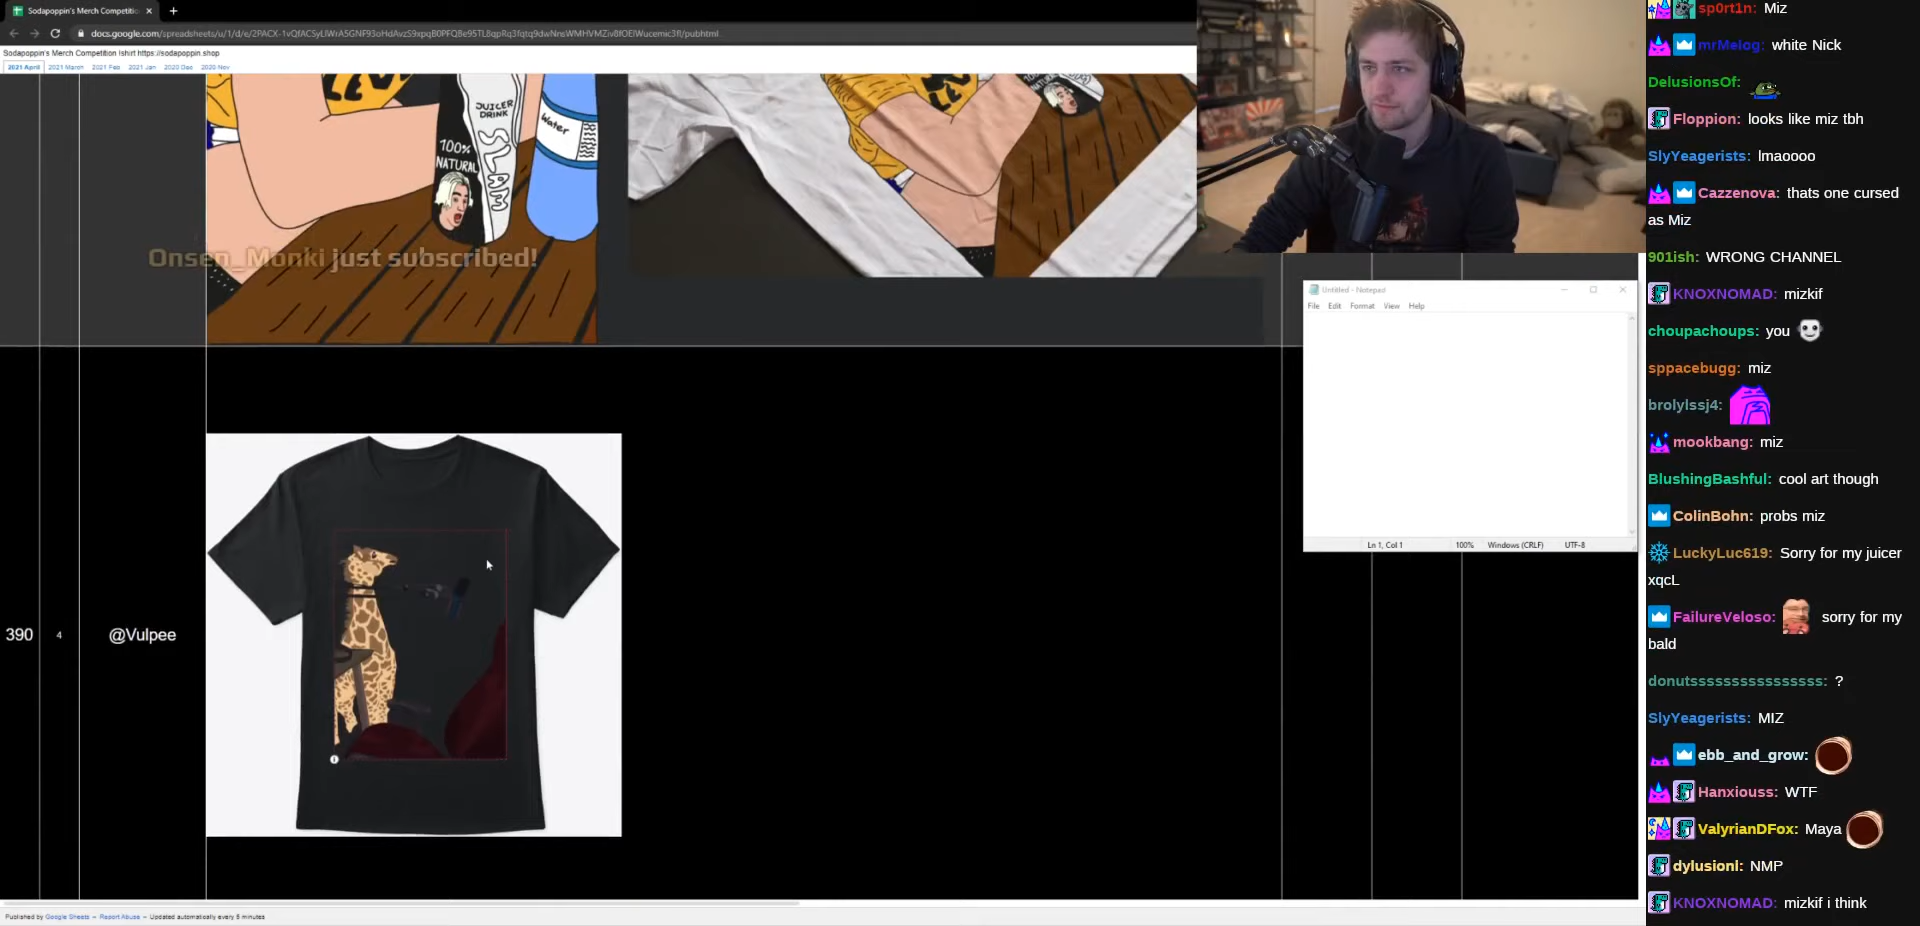 Sodapoppin's Merch Competitio
docs.google.com/spreadsheets/u/1/d/e/
Sodapoppin's Merch Competition !shirt https://sodapoppin.shop
2021 April 2021 March 2021 Feb 2021 Jan 2020 Dec 2020 Nov
JUICER
DRINK
SLAM
100%
NATURAL
Water
Onsen_Monki just subscribed!
390 4 @Vulpee
Untitled - Notepad
File Edit Format View Help
Ln 1, Col 1 100% Windows (CRLF) UTF-8
Published by Google Sheets – Report Abuse – Updated automatically every 5 minutes
sp0rt1n: Miz
mrMelog: white Nick
DelusionsOf:
Floppion: looks like miz tbh
SlyYeagerists: lmaoooo
Cazzenova: thats one cursed
as Miz
901ish: WRONG CHANNEL
KNOXNOMAD: mizkif
choupachoups: you
sppacebugg: miz
brolylssj4:
mookbang: miz
BlushingBashful: cool art though
ColinBohn: probs miz
LuckyLuc619: Sorry for my juicer
xqcL
FailureVeloso: sorry for my
bald
donutsssssssssssssss: ?
SlyYeagerists: MIZ
ebb_and_grow:
Hanxiouss: WTF
ValyrianDFox: Maya
dylusionl: NMP
KNOXNOMAD: mizkif i think